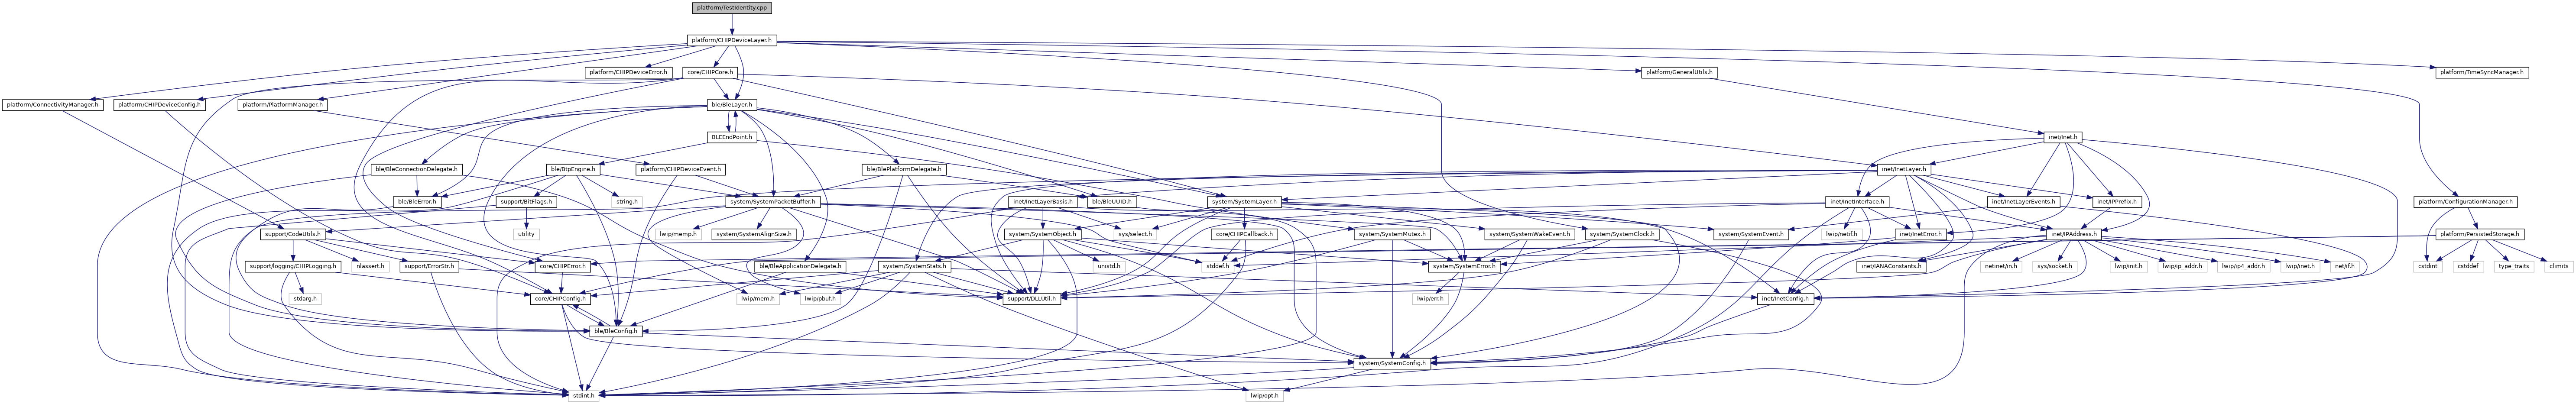 platform/TestIdentity.cpp
platform/CHIPDeviceLayer.h
platform/CHIPDeviceError.h
core/CHIPCore.h
platform/GeneralUtils.h
platform/TimeSyncManager.h
platform/ConnectivityManager.h
platform/CHIPDeviceConfig.h
platform/PlatformManager.h
ble/BleLayer.h
BLEEndPoint.h
inet/Inet.h
ble/BleConnectionDelegate.h
ble/BtpEngine.h
platform/CHIPDeviceEvent.h
ble/BlePlatformDelegate.h
inet/InetLayer.h
ble/BleError.h
support/BitFlags.h
string.h
system/SystemPacketBuffer.h
inet/InetLayerBasis.h
ble/BleUUID.h
system/SystemLayer.h
inet/InetInterface.h
inet/InetLayerEvents.h
inet/IPPrefix.h
platform/ConfigurationManager.h
support/CodeUtils.h
utility
lwip/memp.h
system/SystemAlignSize.h
system/SystemObject.h
sys/select.h
core/CHIPCallback.h
system/SystemMutex.h
system/SystemWakeEvent.h
system/SystemClock.h
system/SystemEvent.h
lwip/netif.h
inet/InetError.h
inet/IPAddress.h
platform/PersistedStorage.h
support/logging/CHIPLogging.h
nlassert.h
support/ErrorStr.h
core/CHIPError.h
ble/BleApplicationDelegate.h
system/SystemStats.h
unistd.h
stddef.h
system/SystemError.h
inet/IANAConstants.h
netinet/in.h
sys/socket.h
lwip/init.h
lwip/ip_addr.h
lwip/ip4_addr.h
lwip/inet.h
net/if.h
cstdint
cstddef
type_traits
climits
stdarg.h
core/CHIPConfig.h
lwip/mem.h
lwip/pbuf.h
support/DLLUtil.h
lwip/err.h
inet/InetConfig.h
ble/BleConfig.h
system/SystemConfig.h
stdint.h
lwip/opt.h